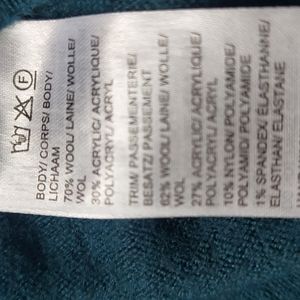 BODY/ CORPS/ BODY/
LICHAAM
70% WOOL/ LAINE/ WOLLE/
WOL
30% ACRYLIC/ ACRYLIQUE/
POLYACRYL/ ACRYL
TRIM/ PASSEMENTERIE/
BESATZ/ PASSEMENT
62% WOOL/ LAINE/ WOLLE/
WOL
27% ACRYLIC/ ACRYLIQUE/
POLYACRYL/ ACRYL
10% NYLON/ POLYAMIDE/
POLYAMID/ POLYAMIDE
1% SPANDEX/ ÉLASTHANNE/
ELASTHAN/ ELASTANE
F